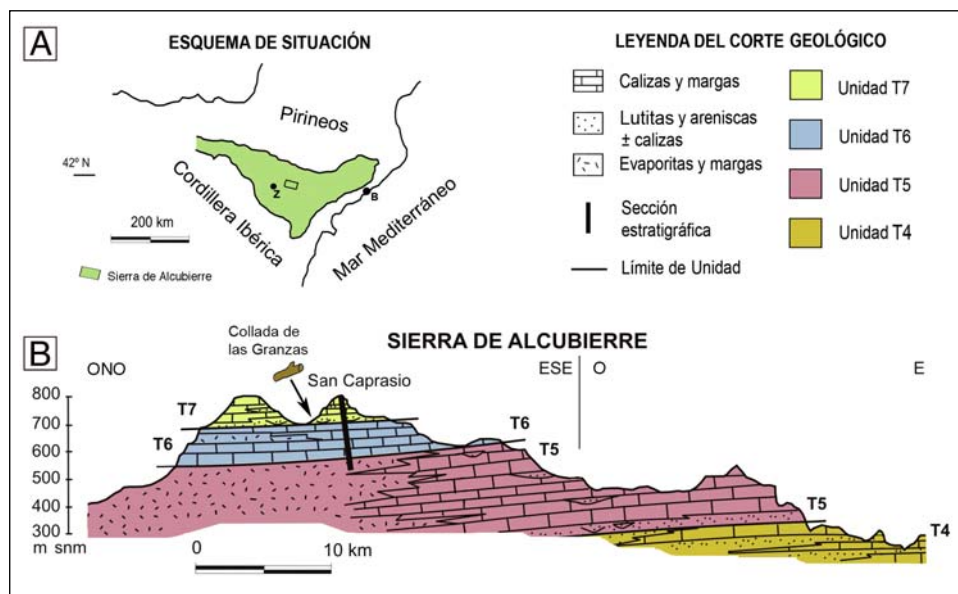 A
ESQUEMA DE SITUACIÓN
Pirineos
42º N
Z
B
Cordillera Ibérica
Mar Mediterráneo
200 km
Sierra de Alcubierre
LEYENDA DEL CORTE GEOLÓGICO
Calizas y margas
Lutitas y areniscas
± calizas
Evaporitas y margas
Sección
estratigráfica
Límite de Unidad
Unidad T7
Unidad T6
Unidad T5
Unidad T4
B
SIERRA DE ALCUBIERRE
Collada de
las Granzas
ONO
San Caprasio
ESE
O
E
800
700
600
500
400
300
m snm
T7
T6
T6
T5
T5
T4
0
10 km